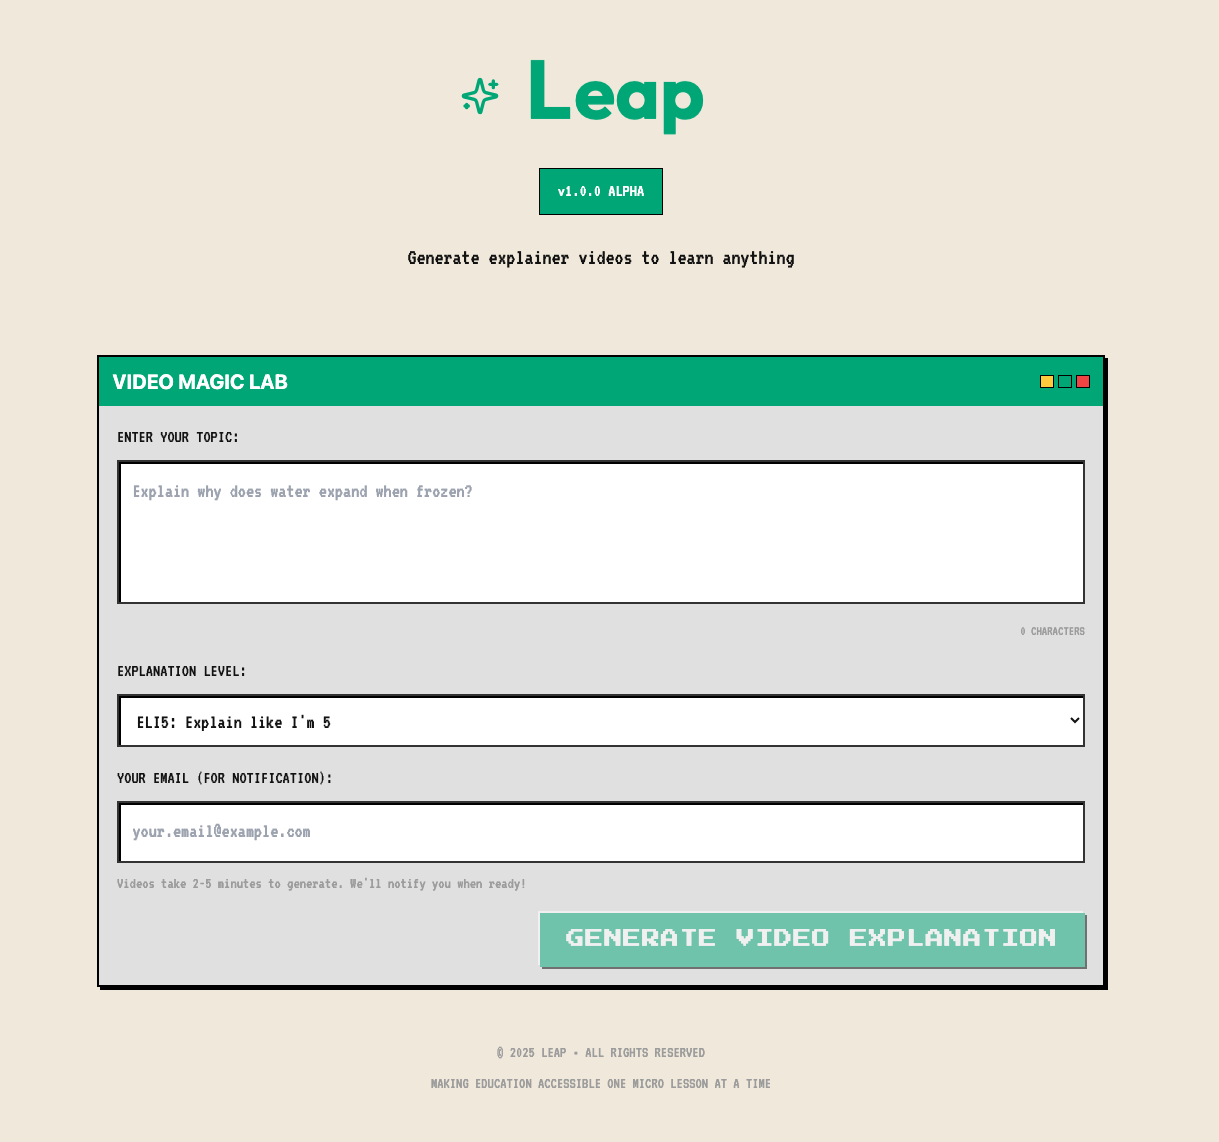 Leap
v1.0.0 ALPHA
Generate explainer videos to learn anything
VIDEO MAGIC LAB
ENTER YOUR TOPIC:
Explain why does water expand when frozen?
0 CHARACTERS
EXPLANATION LEVEL:
ELI5: Explain like I'm 5
YOUR EMAIL (FOR NOTIFICATION):
your.email@example.com
Videos take 2-5 minutes to generate. We'll notify you when ready!
GENERATE VIDEO EXPLANATION
© 2025 LEAP • ALL RIGHTS RESERVED
MAKING EDUCATION ACCESSIBLE ONE MICRO LESSON AT A TIME